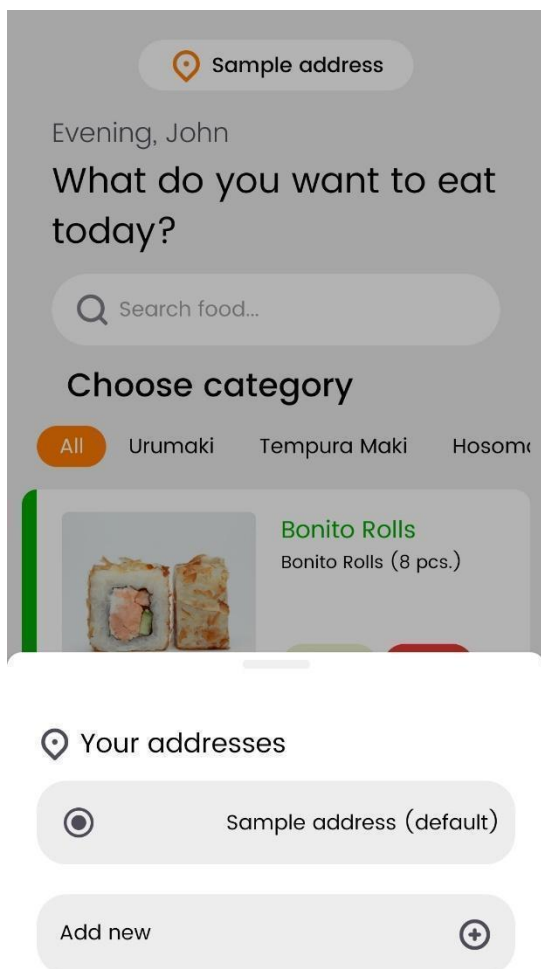 Sample address
Evening, John
What do you want to eat
today?
Search food...
Choose category
All Urumaki Tempura Maki Hosom
Bonito Rolls
Bonito Rolls (8 pcs.)
Your addresses
Sample address (default)
Add new